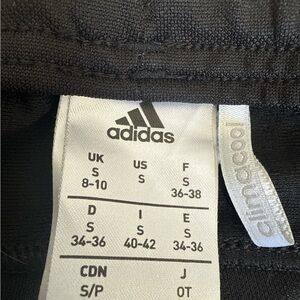 adidas
UK US F
S S S
8-10 36-38
D I E
S S S
34-36 40-42 34-36
CDN J
S/P OT
climacool